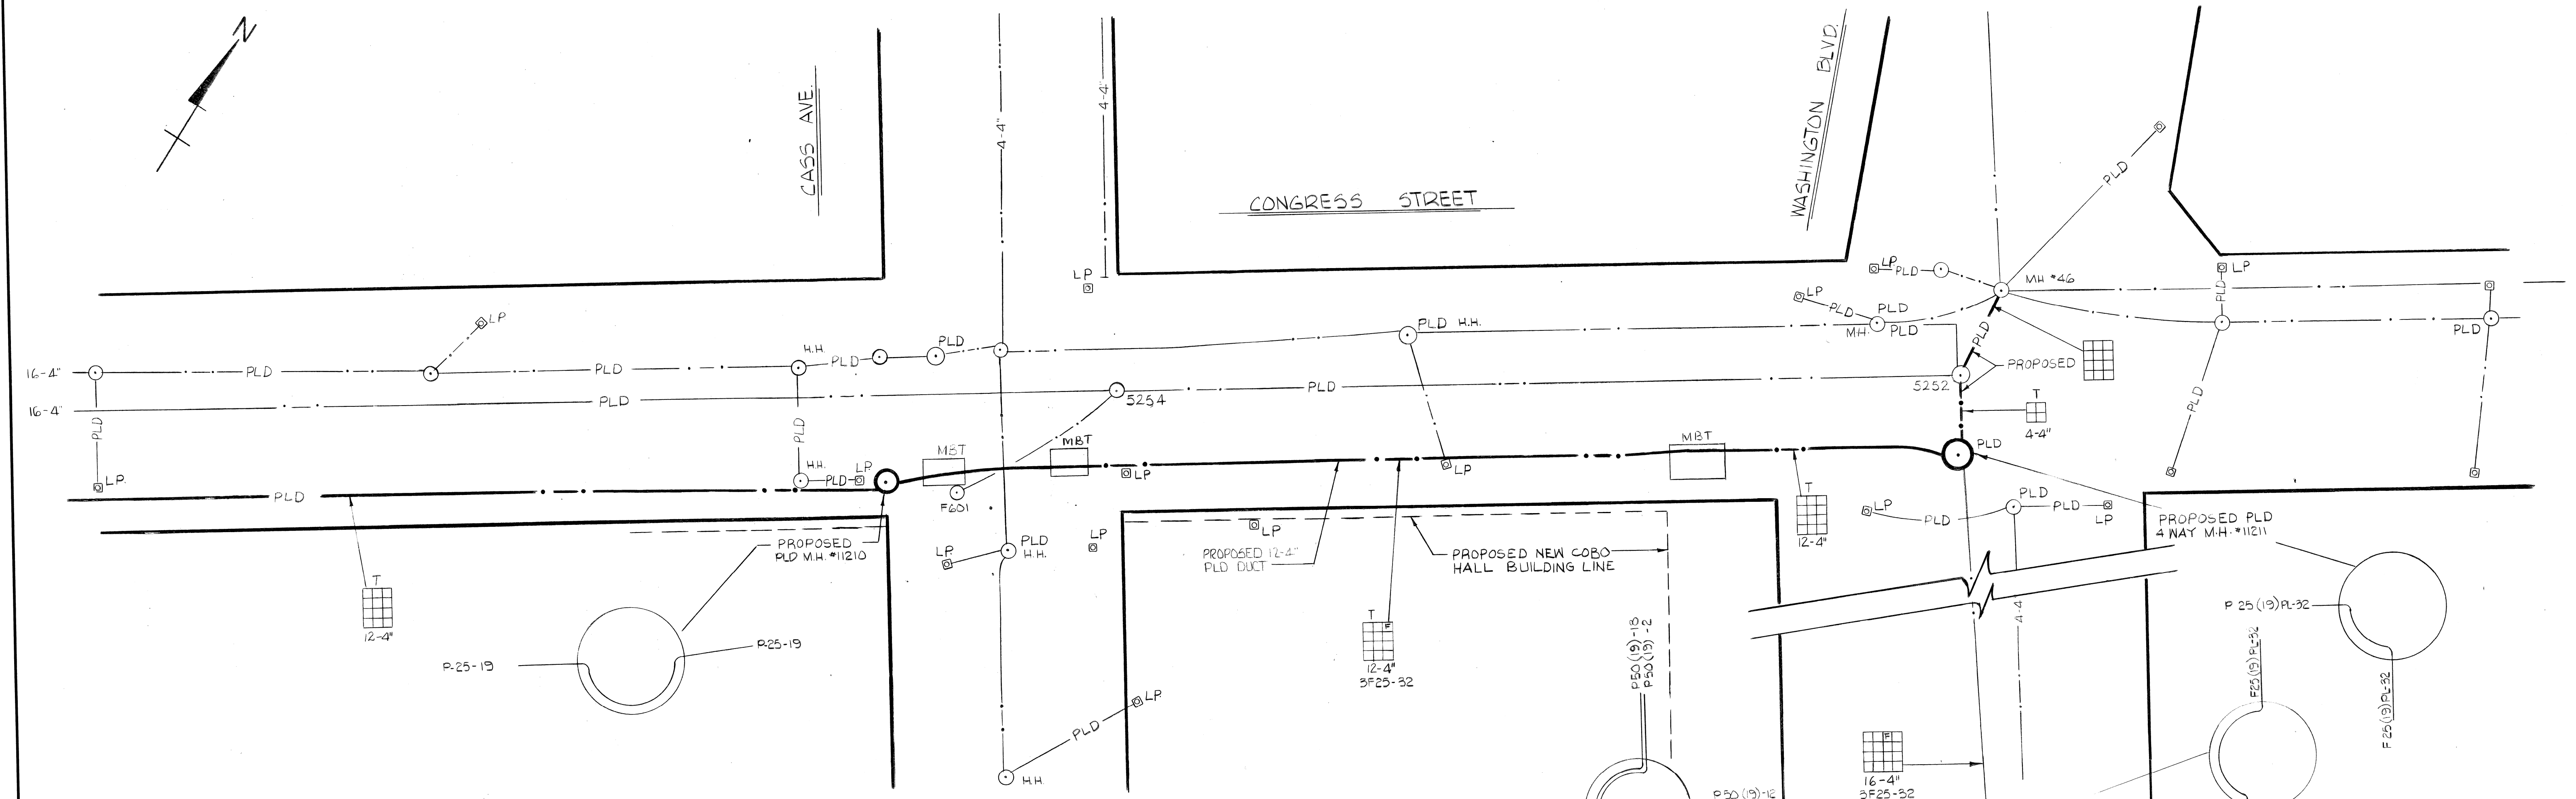 N
CASS AVE.
4-4"
4-4"
CONGRESS STREET
WASHINGTON BLVD.
PLD
LP
LP
PLD
MH #46
LP
PLD
LP
PLD
PLD
MH.
PLD
PLD
PLD
LP
H.H.
PLD
PLD
PLD H.H.
16-4"
PLD
PLD
PROPOSED
5252
16-4"
PLD
5254
PLD
T
4-4"
PLD
PLD
PLD
LP.
H.H.
PLD
LP
MBT
MBT
LP
LP
MBT
PLD
PLD
F601
T
12-4"
PLD
PLD
PLD
LP
PROPOSED
PLD M.H. #11210
LP
PLD
H.H.
LP
LP
PROPOSED 12-4"
PLD DUCT
PROPOSED NEW COBO
HALL BUILDING LINE
PROPOSED PLD
4 WAY M.H. #11211
T
12-4"
P-25-19
P-25-19
T
F
12-4"
3F25-32
P50(19)-18
P50(19)-2
4-4
P 25(19)PL-32
F25(19)PL-32
F25(19)PL-32
LP
PLD
H.H.
F
16-4"
3F25-32
P50(19)-12